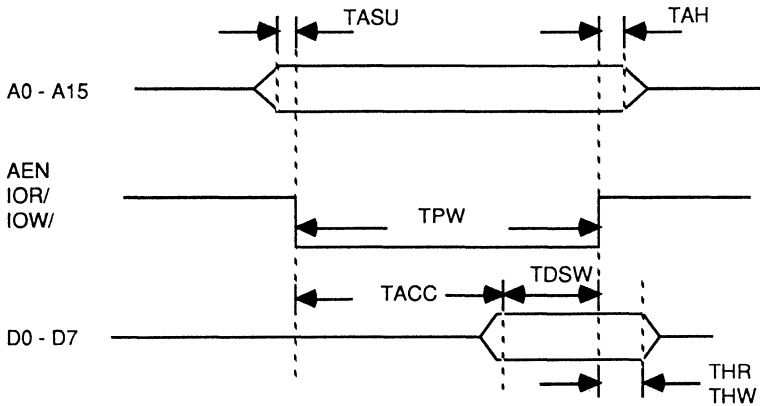 TASU
TAH
A0 - A15
AEN
IOR/
IOW/
TPW
TACC
TDSW
D0 - D7
THR
THW